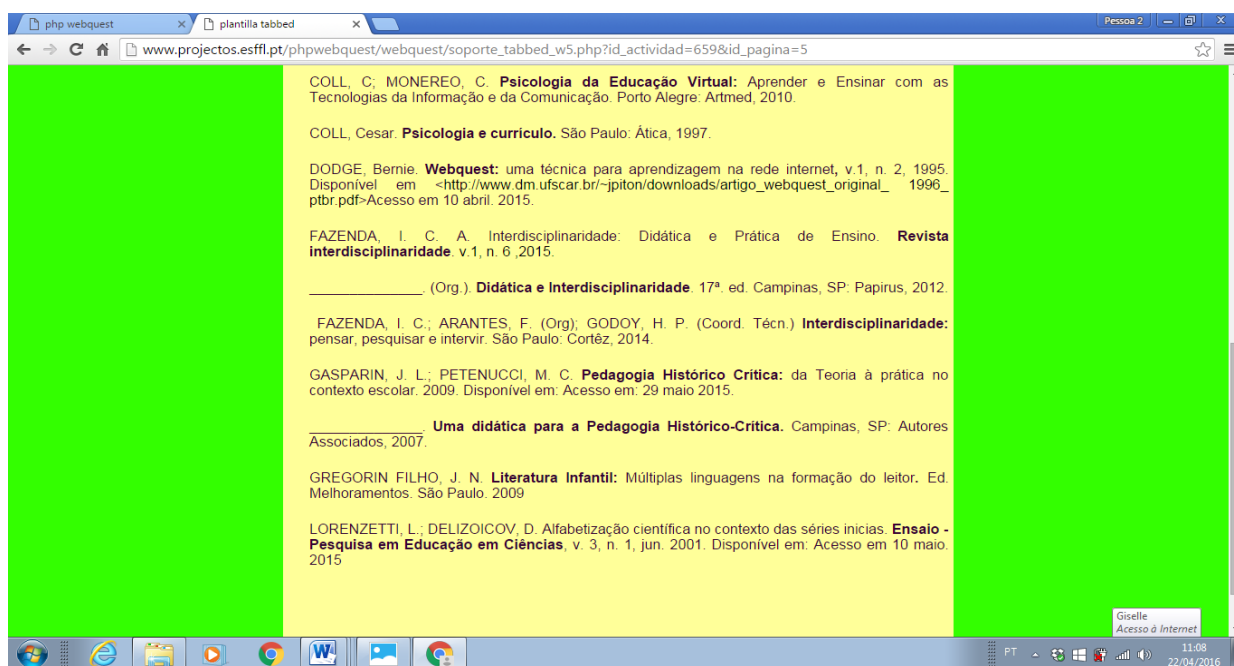 php webquest
plantilla tabbed
Pessoa 2
www.projectos.esffl.pt/phpwebquest/webquest/soporte_tabbed_w5.php?id_actividad=659&id_pagina=5
COLL, C; MONEREO, C. Psicologia da Educação Virtual: Aprender e Ensinar com as
Tecnologias da Informação e da Comunicação. Porto Alegre: Artmed, 2010.
COLL, Cesar. Psicologia e currículo. São Paulo: Ática, 1997.
DODGE, Bernie. Webquest: uma técnica para aprendizagem na rede internet, v.1, n. 2, 1995.
Disponível em <http://www.dm.ufscar.br/~jpiton/downloads/artigo_webquest_original_ 1996_
ptbr.pdf>Acesso em 10 abril. 2015.
FAZENDA, I. C. A. Interdisciplinaridade: Didática e Prática de Ensino. Revista
interdisciplinaridade. v.1, n. 6 ,2015.
_______________. (Org.). Didática e Interdisciplinaridade. 17ª. ed. Campinas, SP: Papirus, 2012.
FAZENDA, I. C.; ARANTES, F. (Org); GODOY, H. P. (Coord. Técn.) Interdisciplinaridade:
pensar, pesquisar e intervir. São Paulo: Cortêz, 2014.
GASPARIN, J. L.; PETENUCCI, M. C. Pedagogia Histórico Crítica: da Teoria à prática no
contexto escolar. 2009. Disponível em: Acesso em: 29 maio 2015.
_______________. Uma didática para a Pedagogia Histórico-Crítica. Campinas, SP: Autores
Associados, 2007.
GREGORIN FILHO, J. N. Literatura Infantil: Múltiplas linguagens na formação do leitor. Ed.
Melhoramentos. São Paulo. 2009
LORENZETTI, L.; DELIZOICOV, D. Alfabetização científica no contexto das séries inicias. Ensaio -
Pesquisa em Educação em Ciências, v. 3, n. 1, jun. 2001. Disponível em: Acesso em 10 maio.
2015
Giselle
Acesso à Internet
PT
11:08
22/04/2016